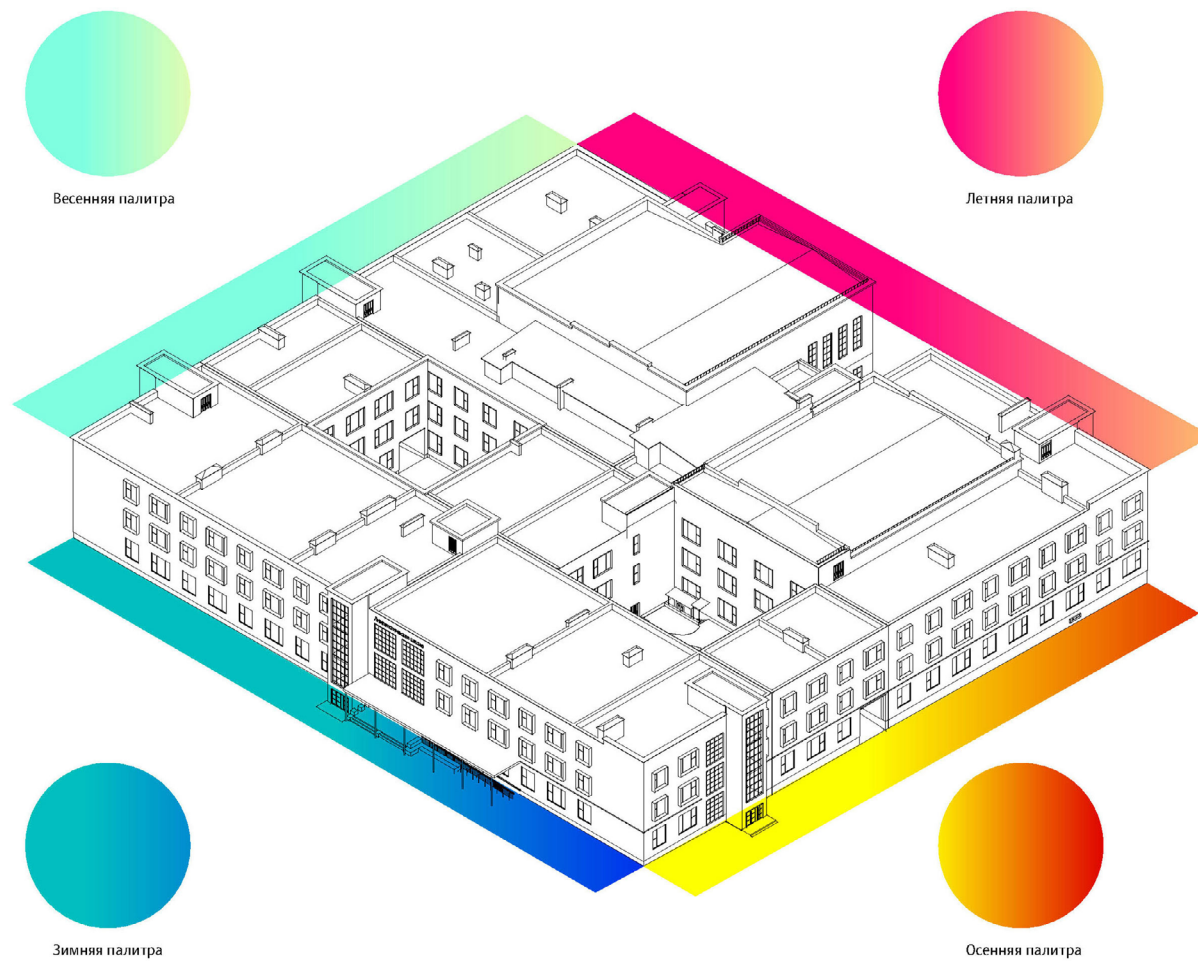 Весенняя палитра
Летняя палитра
Зимняя палитра
Осенняя палитра